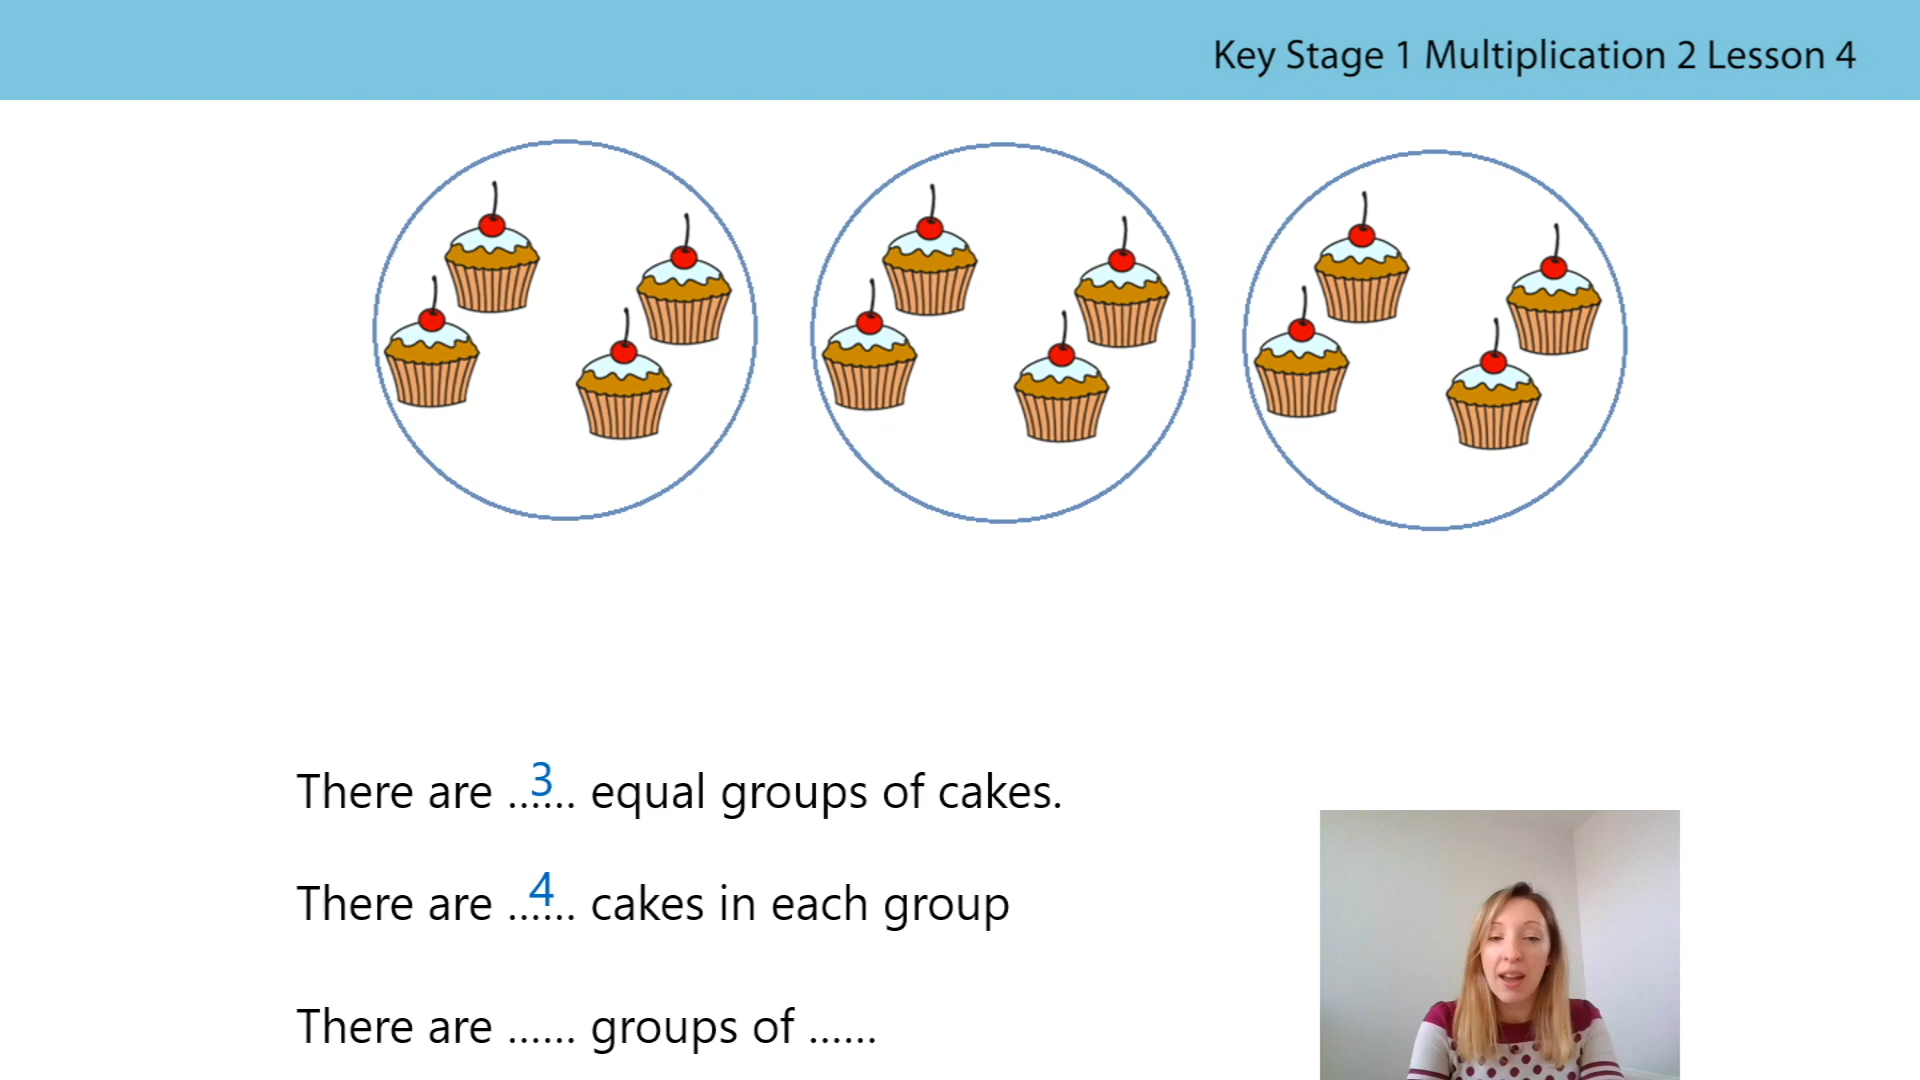 Key Stage 1 Multiplication 2 Lesson 4
There are ...3... equal groups of cakes.
There are ...4... cakes in each group
There are ...... groups of ......